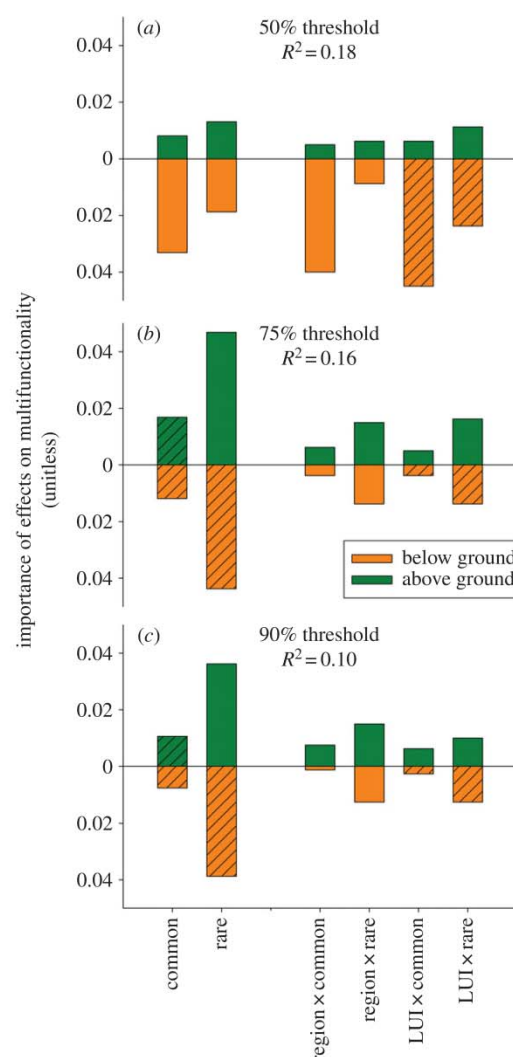 (a)
50% threshold
R² = 0.18
0.04
0.02
0
0.02
0.04
(b)
75% threshold
R² = 0.16
0.04
0.02
0
0.02
0.04
below ground
above ground
(c)
90% threshold
R² = 0.10
0.04
0.02
0
0.02
0.04
importance of effects on multifunctionality
(unitless)
common
rare
region × common
region × rare
LUI × common
LUI × rare